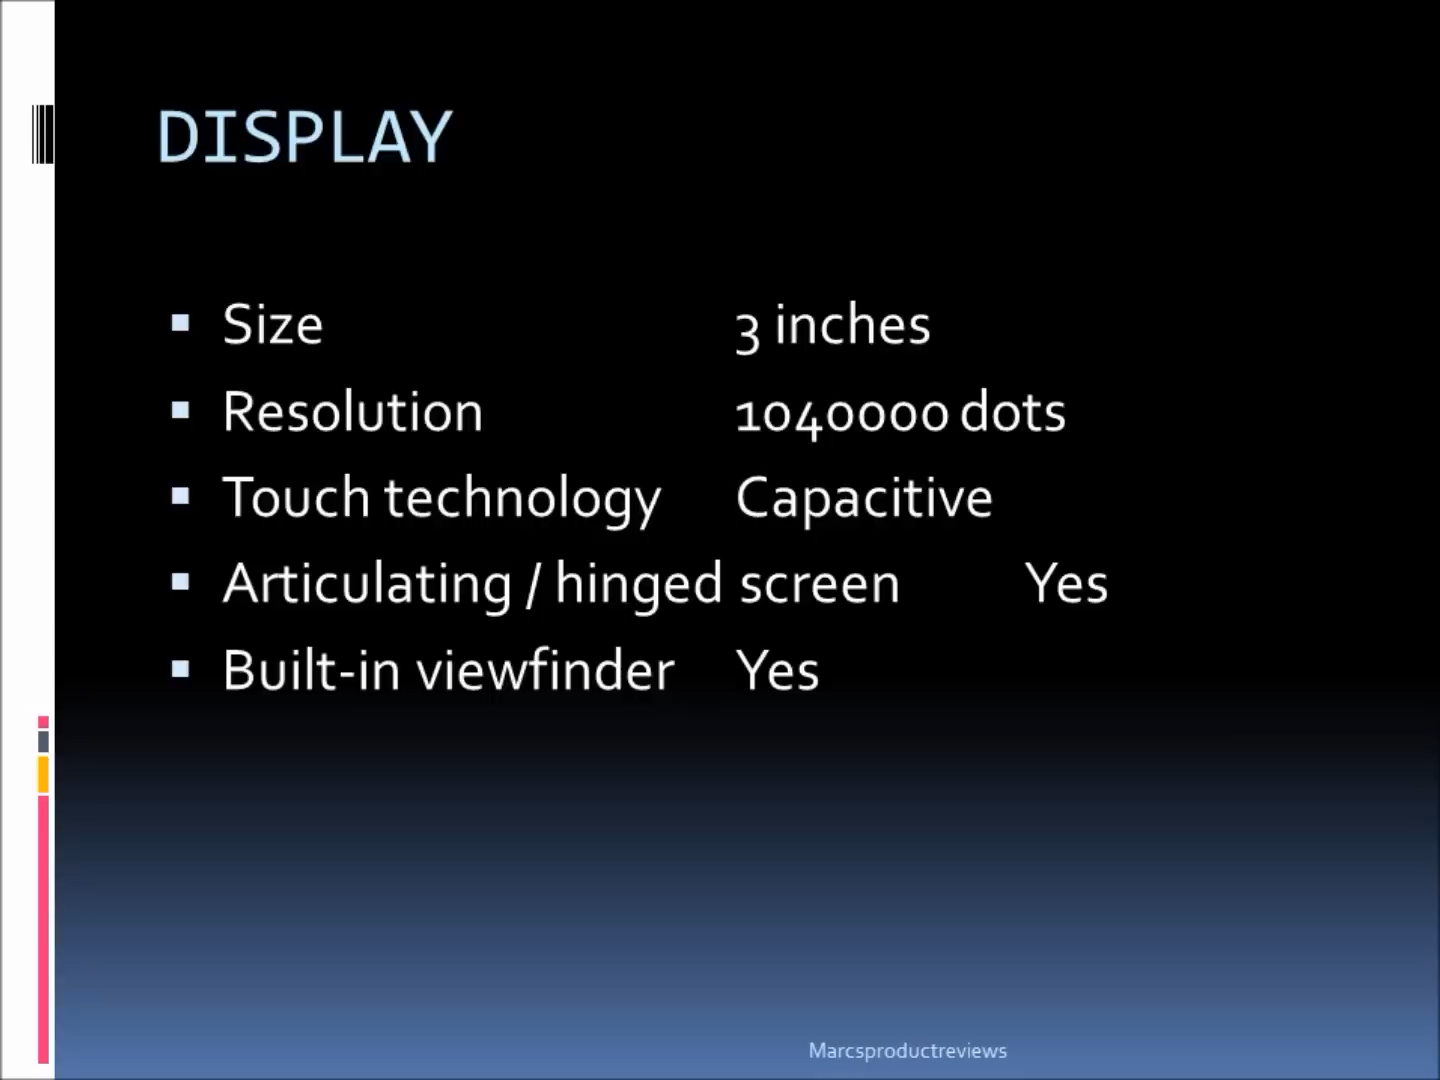 DISPLAY
Size 3 inches
Resolution 1040000 dots
Touch technology Capacitive
Articulating / hinged screen Yes
Built-in viewfinder Yes
Marcsproductreviews